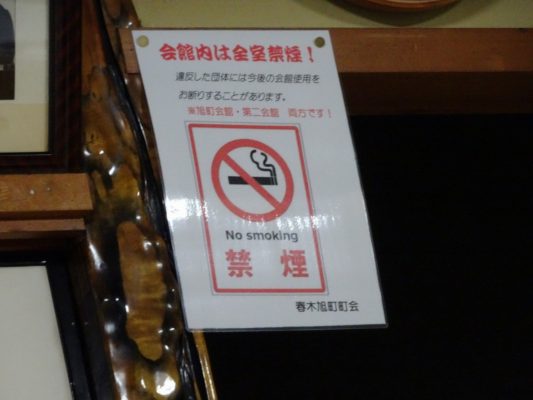 会館内は全室禁煙！
違反した団体には今後の会館使用を
お断りすることがあります。
※旭町会館・第二会館 両方です！
No smoking
禁煙
春木旭町町会